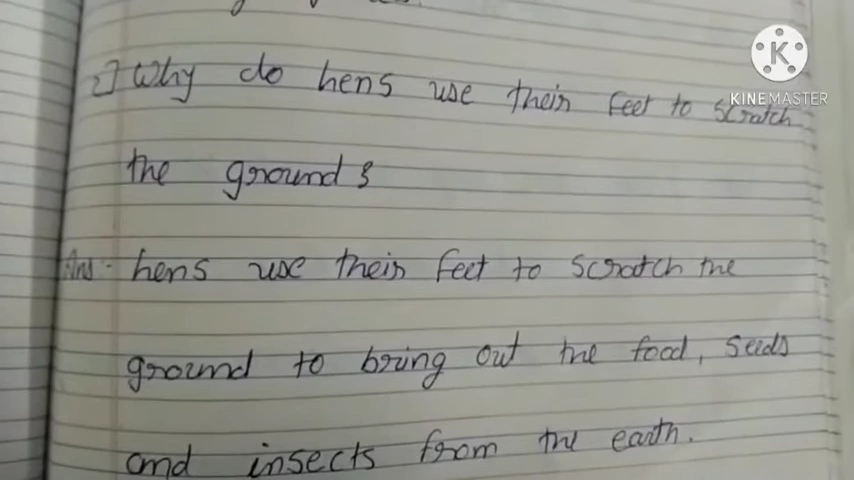 2] Why do hens use their feet to scratch
the ground ?
Ans:- hens use their feet to scratch the
ground to bring out the food, seeds
and insects from the earth.
KINEMASTER